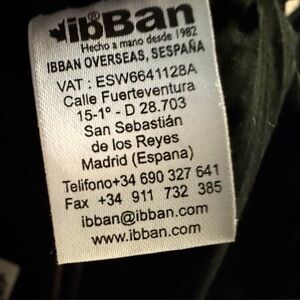 ibBan®
Hecho a mano desde 1982
IBBAN OVERSEAS, SESPAÑA
VAT : ESW6641128A
Calle Fuerteventura
15-1º - D 28.703
San Sebastián
de los Reyes
Madrid (Espana)
Telifono+34 690 327 641
Fax +34 911 732 385
ibban@ibban.com
www.ibban.com